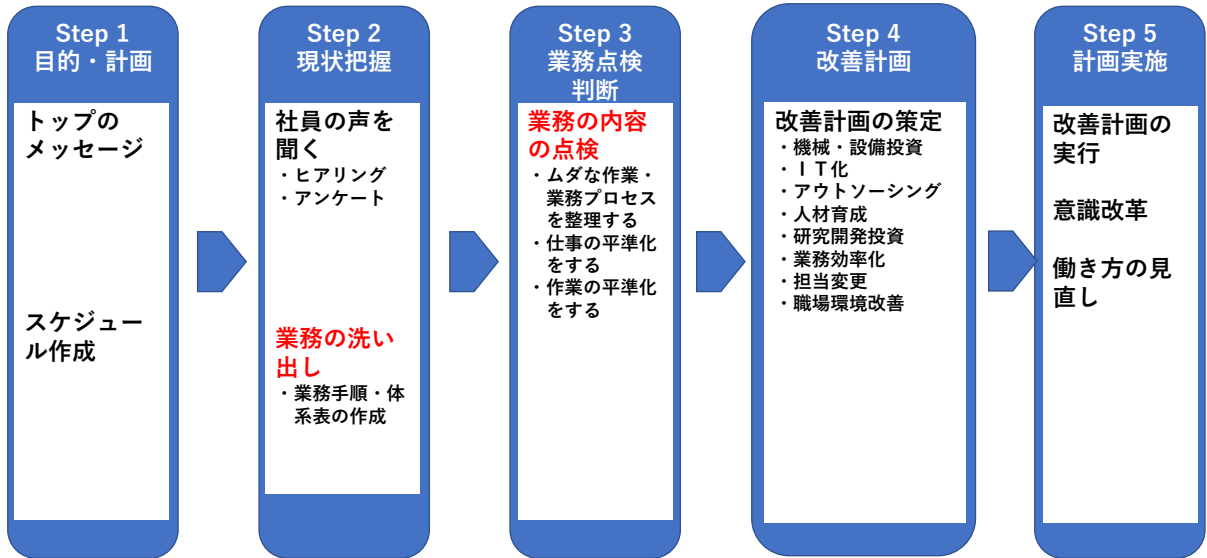 Step 1
目的・計画
トップの
メッセージ
スケジュー
ル作成
Step 2
現状把握
社員の声を
聞く
・ヒアリング
・アンケート
業務の洗い
出し
・業務手順・体
系表の作成
Step 3
業務点検
判断
業務の内容
の点検
・ムダな作業・
業務プロセス
を整理する
・仕事の平準化
をする
・作業の平準化
をする
Step 4
改善計画
改善計画の策定
・機械・設備投資
・ＩＴ化
・アウトソーシング
・人材育成
・研究開発投資
・業務効率化
・担当変更
・職場環境改善
Step 5
計画実施
改善計画の
実行
意識改革
働き方の見
直し